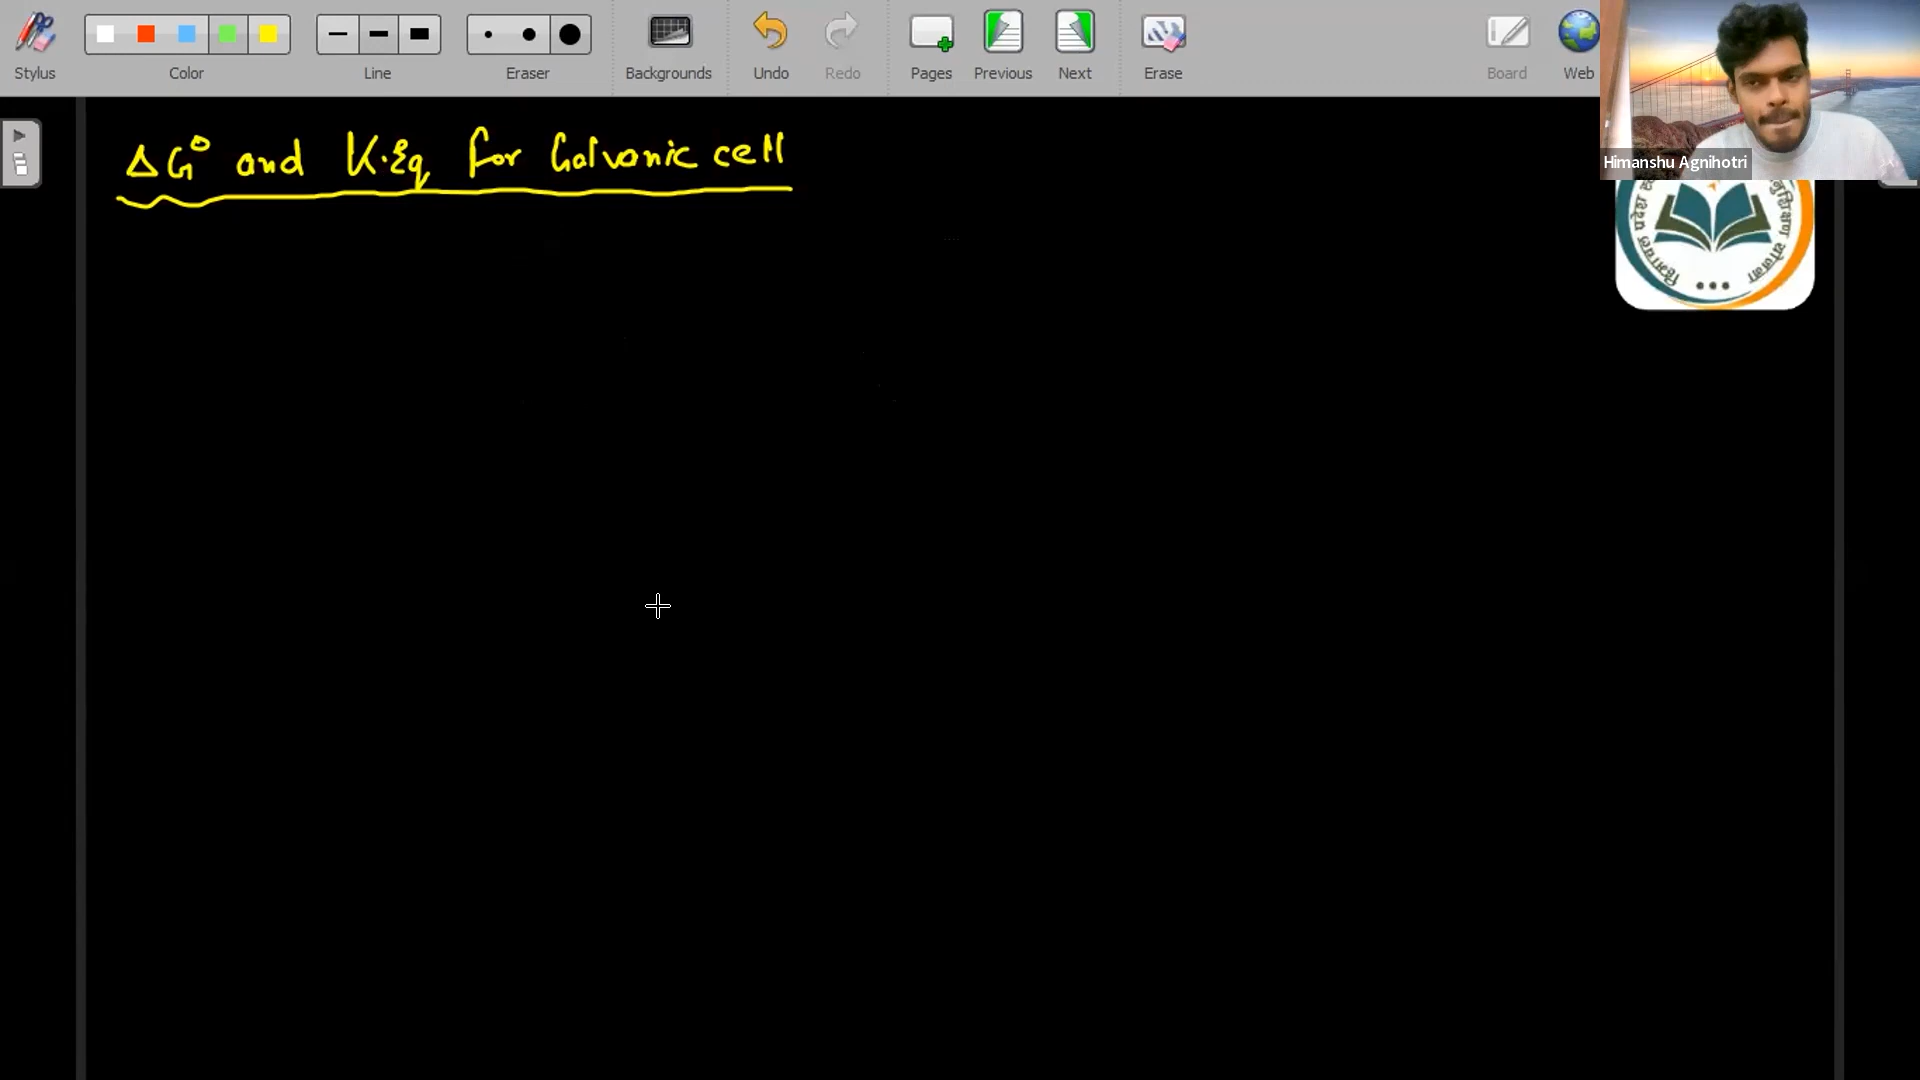 Stylus Color Line Eraser Backgrounds Undo Redo Pages Previous Next Erase Board Web
Himanshu Agnihotri
ΔG° and K.Eq for Galvanic cell